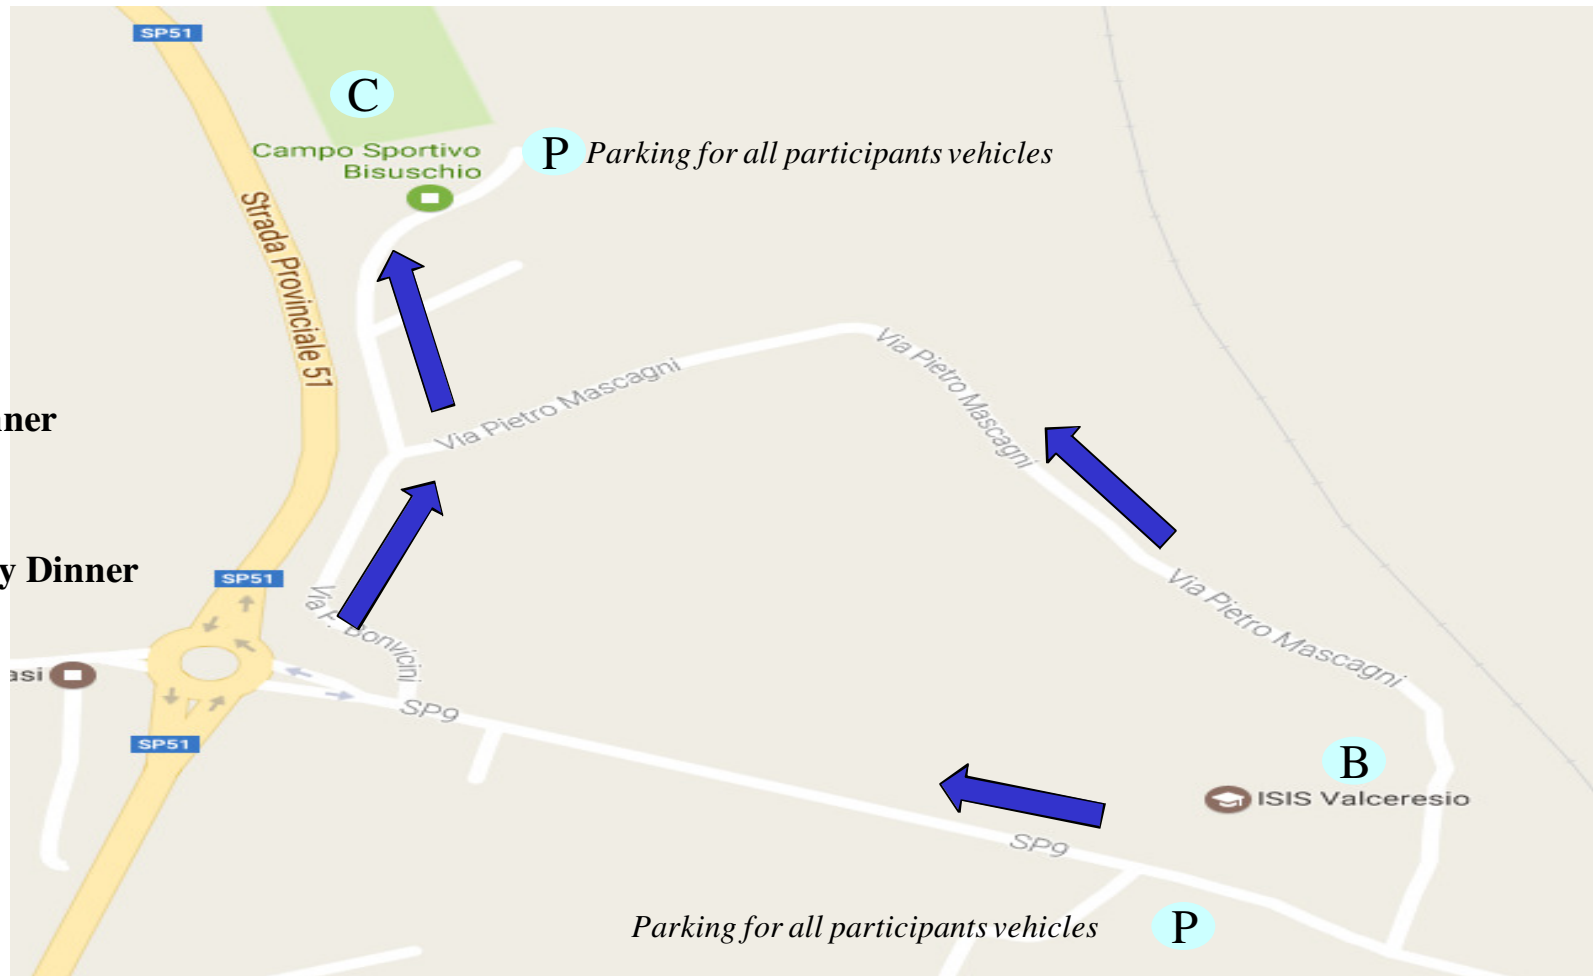 SP51
C
Campo Sportivo
Bisuschio
P Parking for all participants vehicles
Strada Provinciale 51
Via Pietro Mascagni
Via Pietro Mascagni
y Dinner
SP51
Via F. Bonvicini
Via Pietro Mascagni
SP9
SP51
B
ISIS Valceresio
SP9
Parking for all participants vehicles P